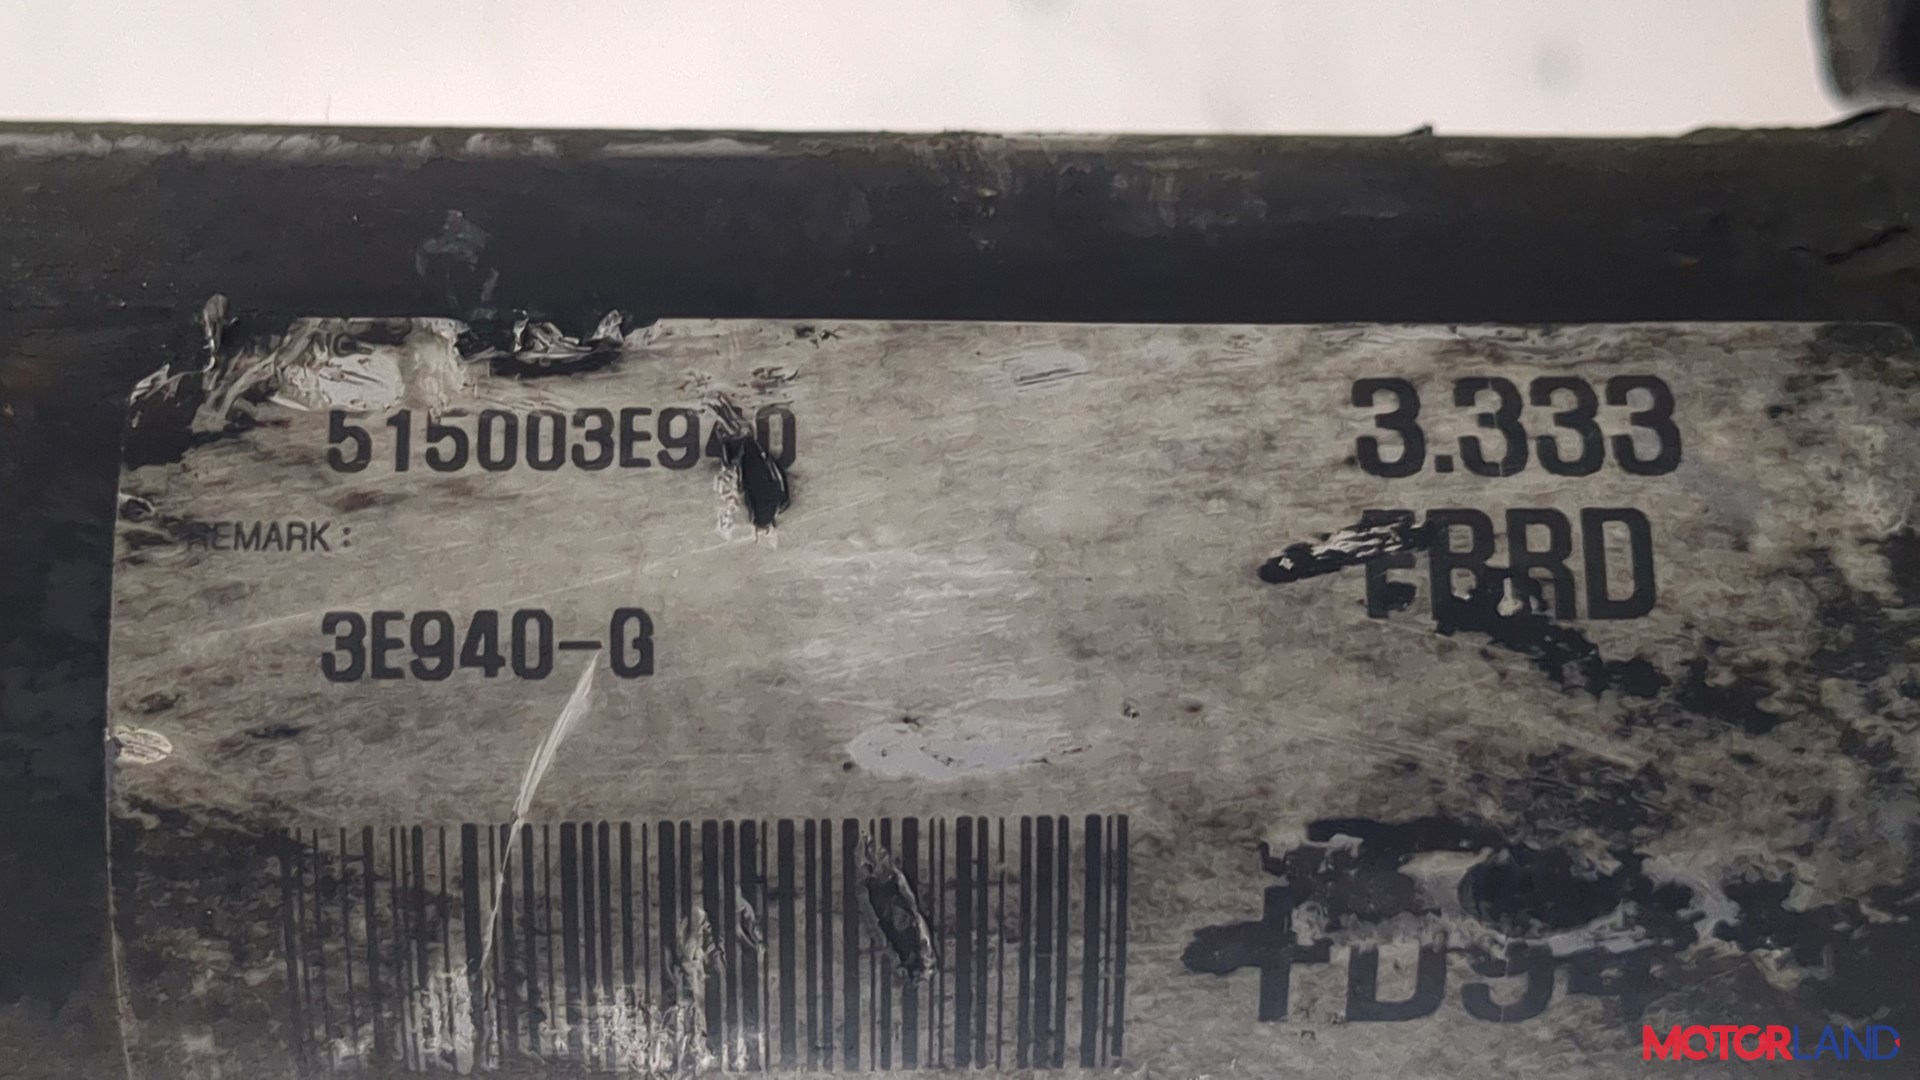 515003E940
3.333
REMARK :
FBRD
3E940-G
MOTORLAND